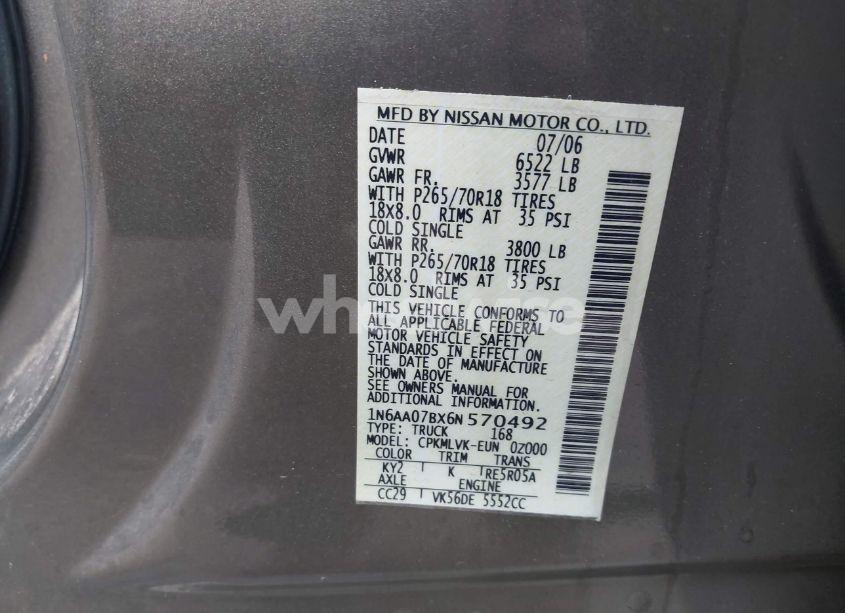 MFD BY NISSAN MOTOR CO., LTD.
DATE 07/06
GVWR 6522 LB
GAWR FR. 3577 LB
WITH P265/70R18 TIRES
18X8.0 RIMS AT 35 PSI
COLD SINGLE
GAWR RR. 3800 LB
WITH P265/70R18 TIRES
18X8.0 RIMS AT 35 PSI
COLD SINGLE
THIS VEHICLE CONFORMS TO
ALL APPLICABLE FEDERAL
MOTOR VEHICLE SAFETY
STANDARDS IN EFFECT ON
THE DATE OF MANUFACTURE
SHOWN ABOVE.
SEE OWNERS MANUAL FOR
ADDITIONAL INFORMATION.
1N6AA07BX6N 570492
TYPE: TRUCK 168
MODEL: CPKMLVK-EUN 0Z000
COLOR TRIM TRANS
KY2 K RE5R05A
AXLE ENGINE
CC29 VK56DE 5552CC